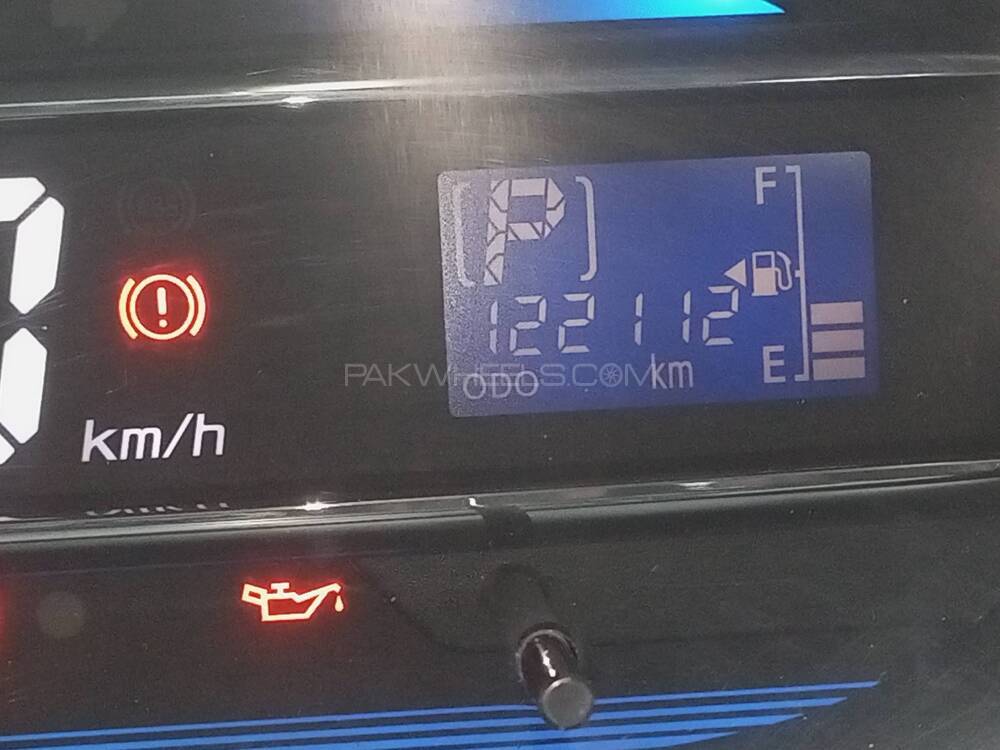 P
F
122112
km
ODO
E
km/h
PAKWHEELS.COM